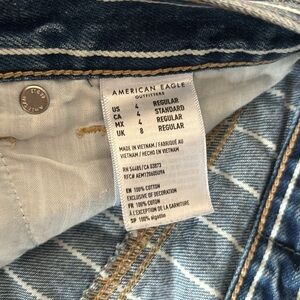 AMERICAN EAGLE
OUTFITTERS
US 4 REGULAR
CA 4 STANDARD
MX 4 REGULAR
UK 8 REGULAR
MADE IN VIETNAM / FABRIQUÉ AU
VIETNAM / HECHO EN VIETNAM
RN 54485/CA 03873
EN 100% COTTON
EXCLUSIVE OF DECORATION
FR 100% COTON
À L'EXCEPTION DE LA GARNITURE
SP 100% Algodón